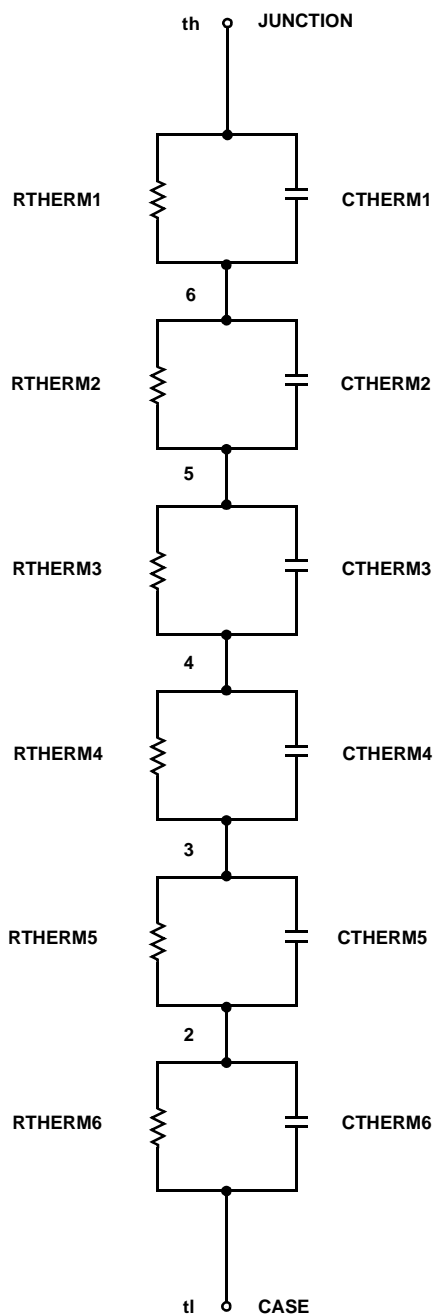 th JUNCTION
RTHERM1 CTHERM1
6
RTHERM2 CTHERM2
5
RTHERM3 CTHERM3
4
RTHERM4 CTHERM4
3
RTHERM5 CTHERM5
2
RTHERM6 CTHERM6
tl CASE